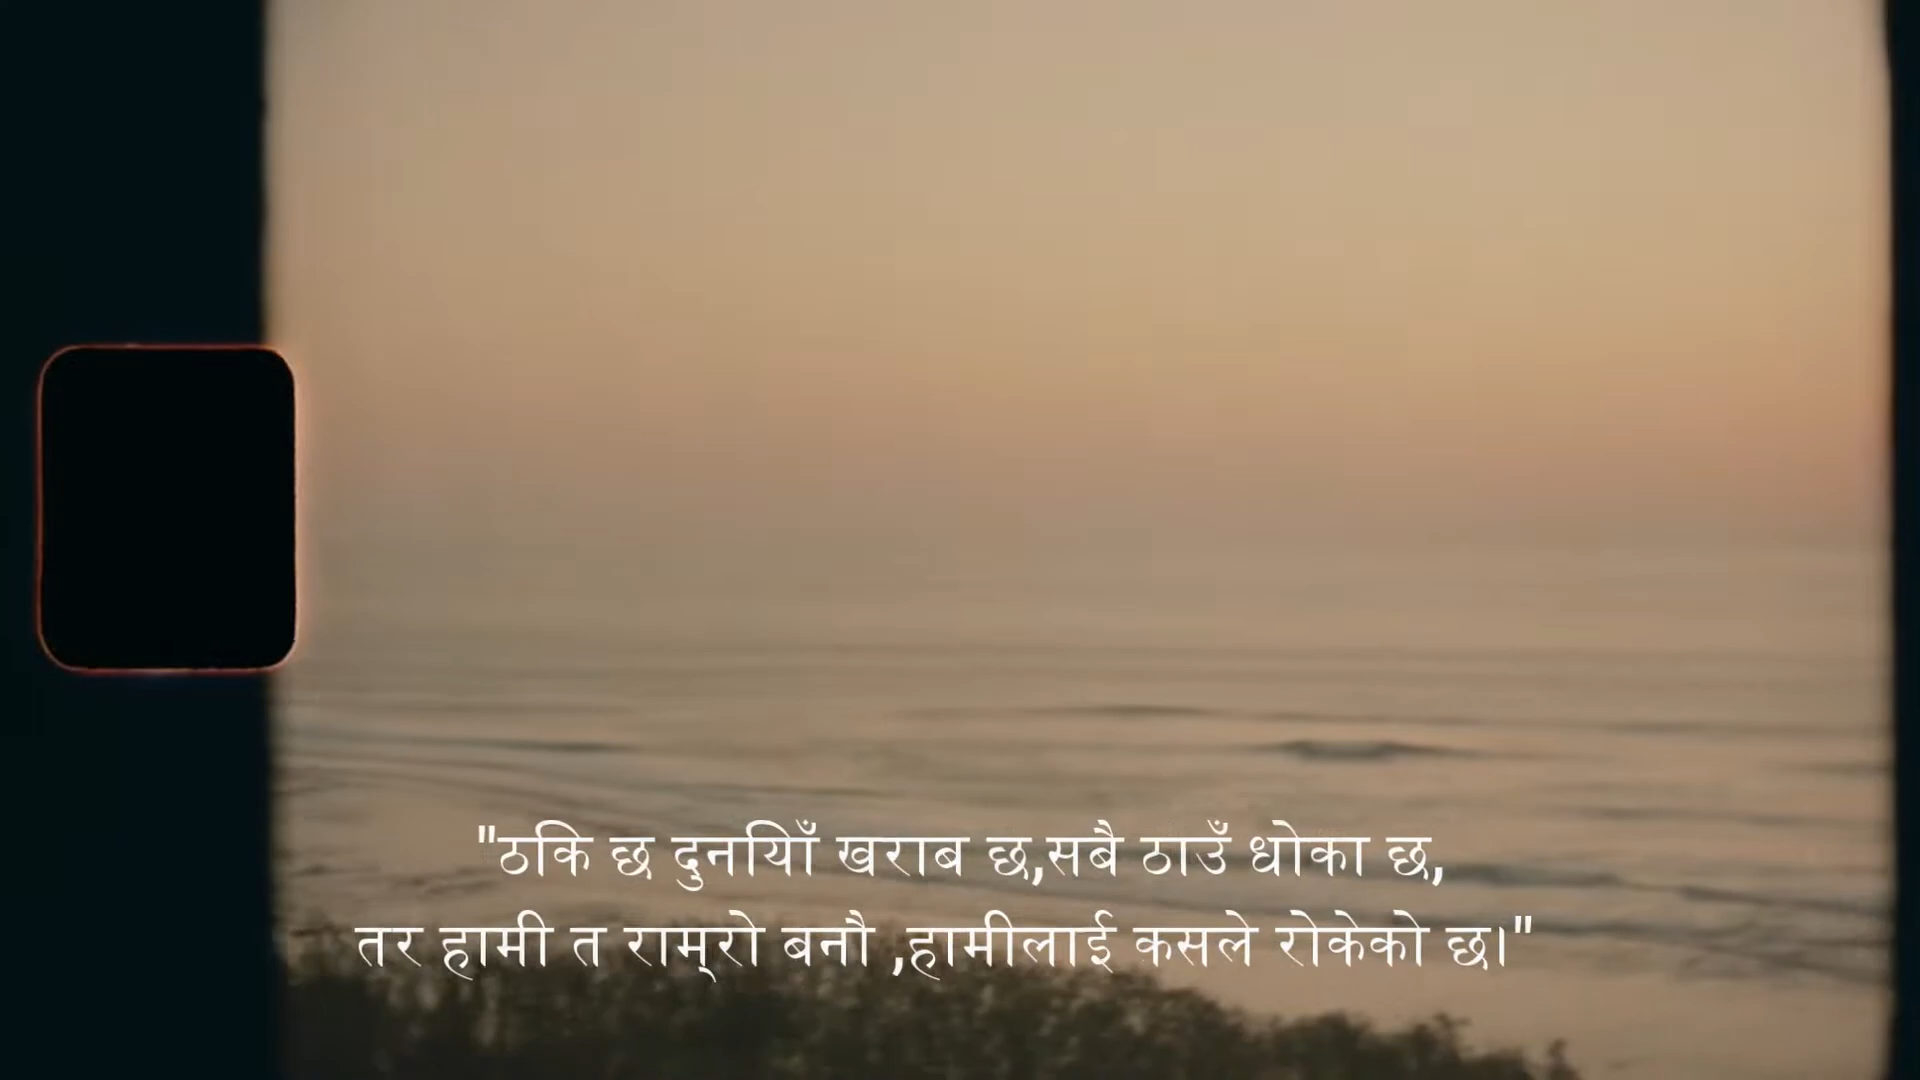 "ठकि छ दुनयिाँ खराब छ,सबै ठाउँ धोका छ,
तर हामी त राम्रो बनौ ,हामीलाई कसले रोकेको छ।"